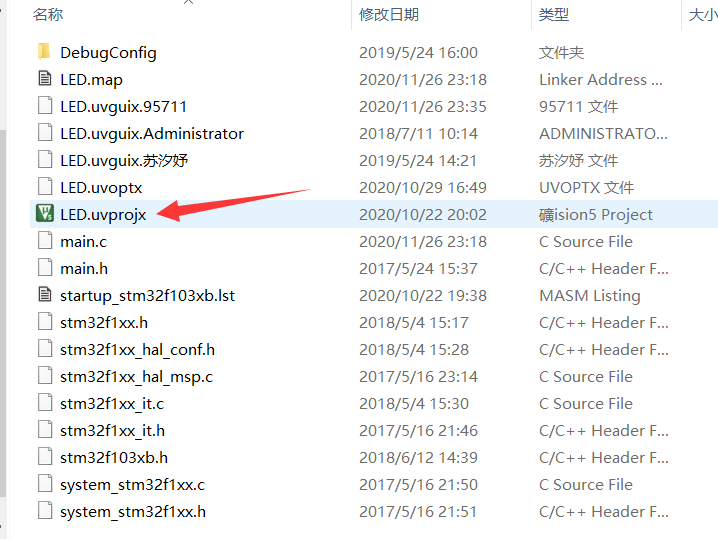 名称 修改日期 类型 大小
DebugConfig 2019/5/24 16:00 文件夹
LED.map 2020/11/26 23:18 Linker Address ...
LED.uvguix.95711 2020/11/26 23:35 95711 文件
LED.uvguix.Administrator 2018/7/11 10:14 ADMINISTRATO...
LED.uvguix.苏汐妤 2019/5/24 14:21 苏汐妤 文件
LED.uvoptx 2020/10/29 16:49 UVOPTX 文件
LED.uvprojx 2020/10/22 20:02 礦ision5 Project
main.c 2020/11/26 23:18 C Source File
main.h 2017/5/24 15:37 C/C++ Header F...
startup_stm32f103xb.lst 2020/10/22 19:38 MASM Listing
stm32f1xx.h 2018/5/4 15:17 C/C++ Header F...
stm32f1xx_hal_conf.h 2018/5/4 15:28 C/C++ Header F...
stm32f1xx_hal_msp.c 2017/5/16 23:14 C Source File
stm32f1xx_it.c 2018/5/4 15:30 C Source File
stm32f1xx_it.h 2017/5/16 21:46 C/C++ Header F...
stm32f103xb.h 2018/6/12 14:39 C/C++ Header F...
system_stm32f1xx.c 2017/5/16 21:50 C Source File
system_stm32f1xx.h 2017/5/16 21:51 C/C++ Header F...